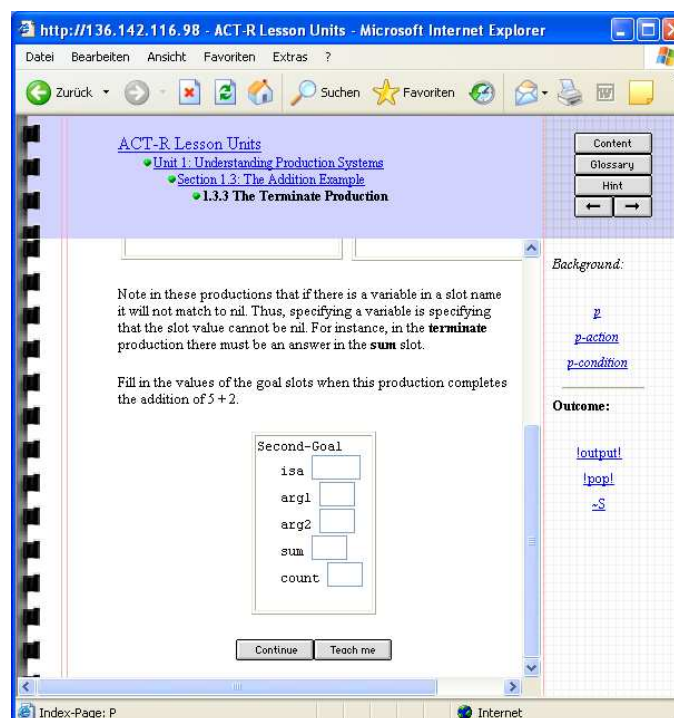 http://136.142.116.98 - ACT-R Lesson Units - Microsoft Internet Explorer
Datei Bearbeiten Ansicht Favoriten Extras ?
Zurück Suchen Favoriten
ACT-R Lesson Units
Unit 1: Understanding Production Systems
Section 1.3: The Addition Example
1.3.3 The Terminate Production
Content
Glossary
Hint
← →
Note in these productions that if there is a variable in a slot name
it will not match to nil. Thus, specifying a variable is specifying
that the slot value cannot be nil. For instance, in the terminate
production there must be an answer in the sum slot.
Fill in the values of the goal slots when this production completes
the addition of 5 + 2.
Second-Goal
isa
arg1
arg2
sum
count
Continue Teach me
Background:
p
p-action
p-condition
Outcome:
!output!
!pop!
~S
Index-Page: P Internet